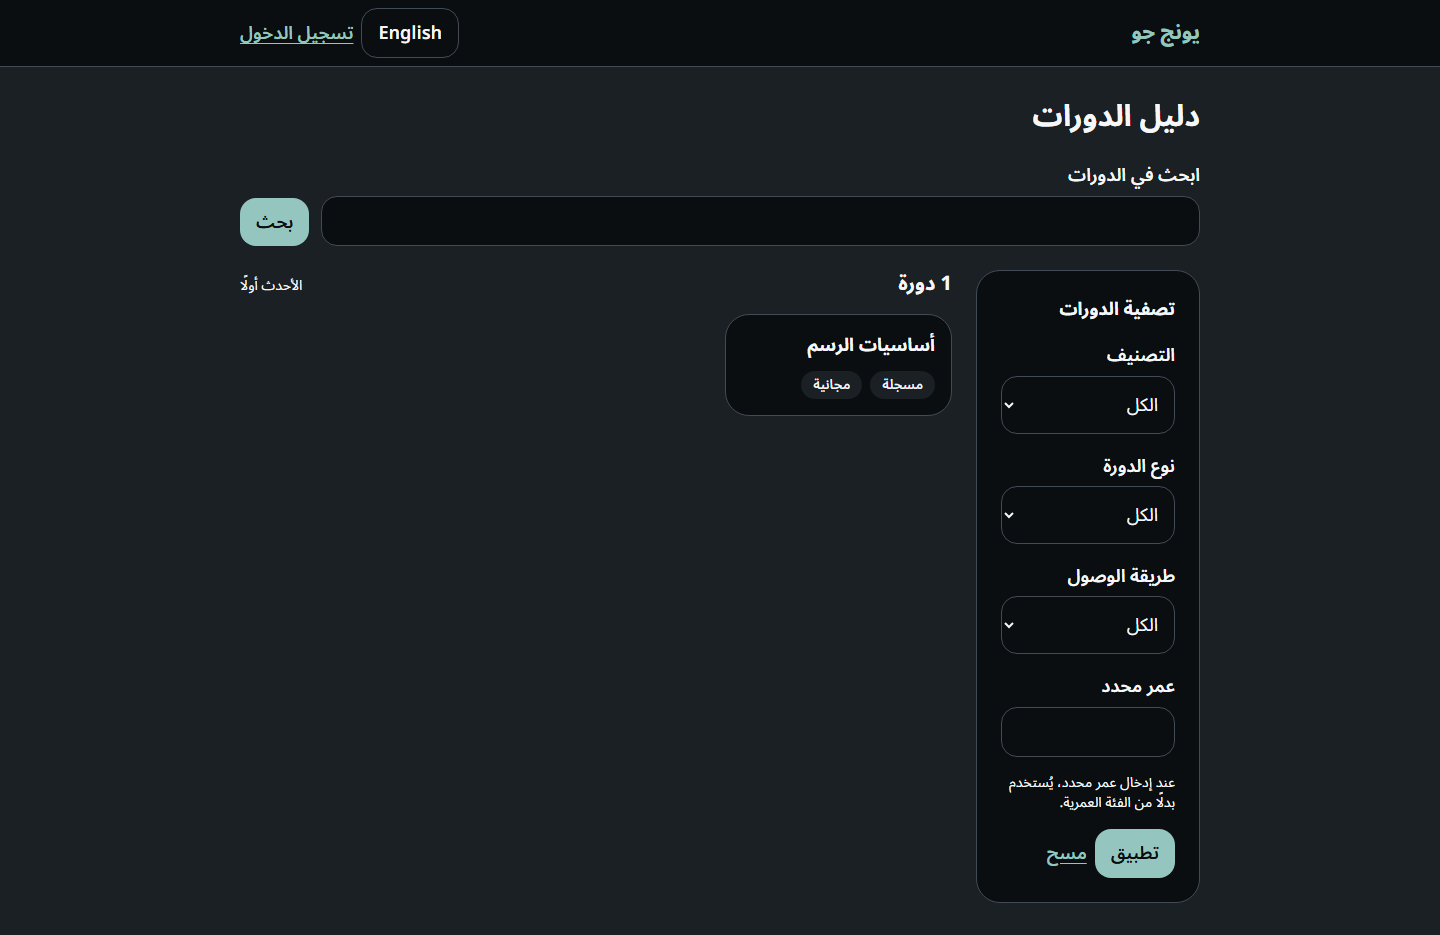 يونج جو
English
تسجيل الدخول
دليل الدورات
ابحث في الدورات
بحث
تصفية الدورات
التصنيف
الكل
نوع الدورة
الكل
طريقة الوصول
الكل
عمر محدد
عند إدخال عمر محدد، يُستخدم
بدلًا من الفئة العمرية.
تطبيق
مسح
1 دورة
الأحدث أولًا
أساسيات الرسم
مسجلة
مجانية